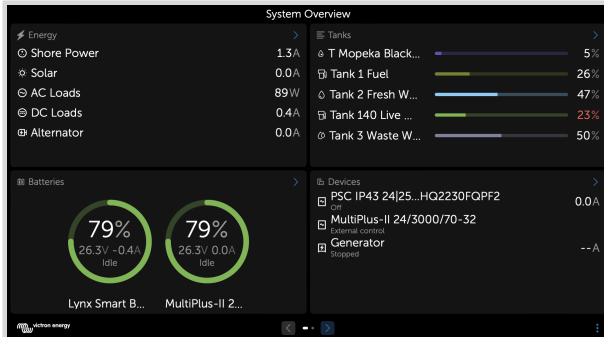 System Overview
Energy
Shore Power 1.3A
Solar 0.0A
AC Loads 89W
DC Loads 0.4A
Alternator 0.0A
Tanks
T Mopeka Black... 5%
Tank 1 Fuel 26%
Tank 2 Fresh W... 47%
Tank 140 Live ... 23%
Tank 3 Waste W... 50%
Batteries
79%
26.3V -0.4A
Idle
Lynx Smart B...
79%
26.3V 0.0A
Idle
MultiPlus-II 2...
Devices
PSC IP43 24|25...HQ2230FQPF2 0.0A
Off
MultiPlus-II 24/3000/70-32
External control
Generator --A
Stopped
victron energy